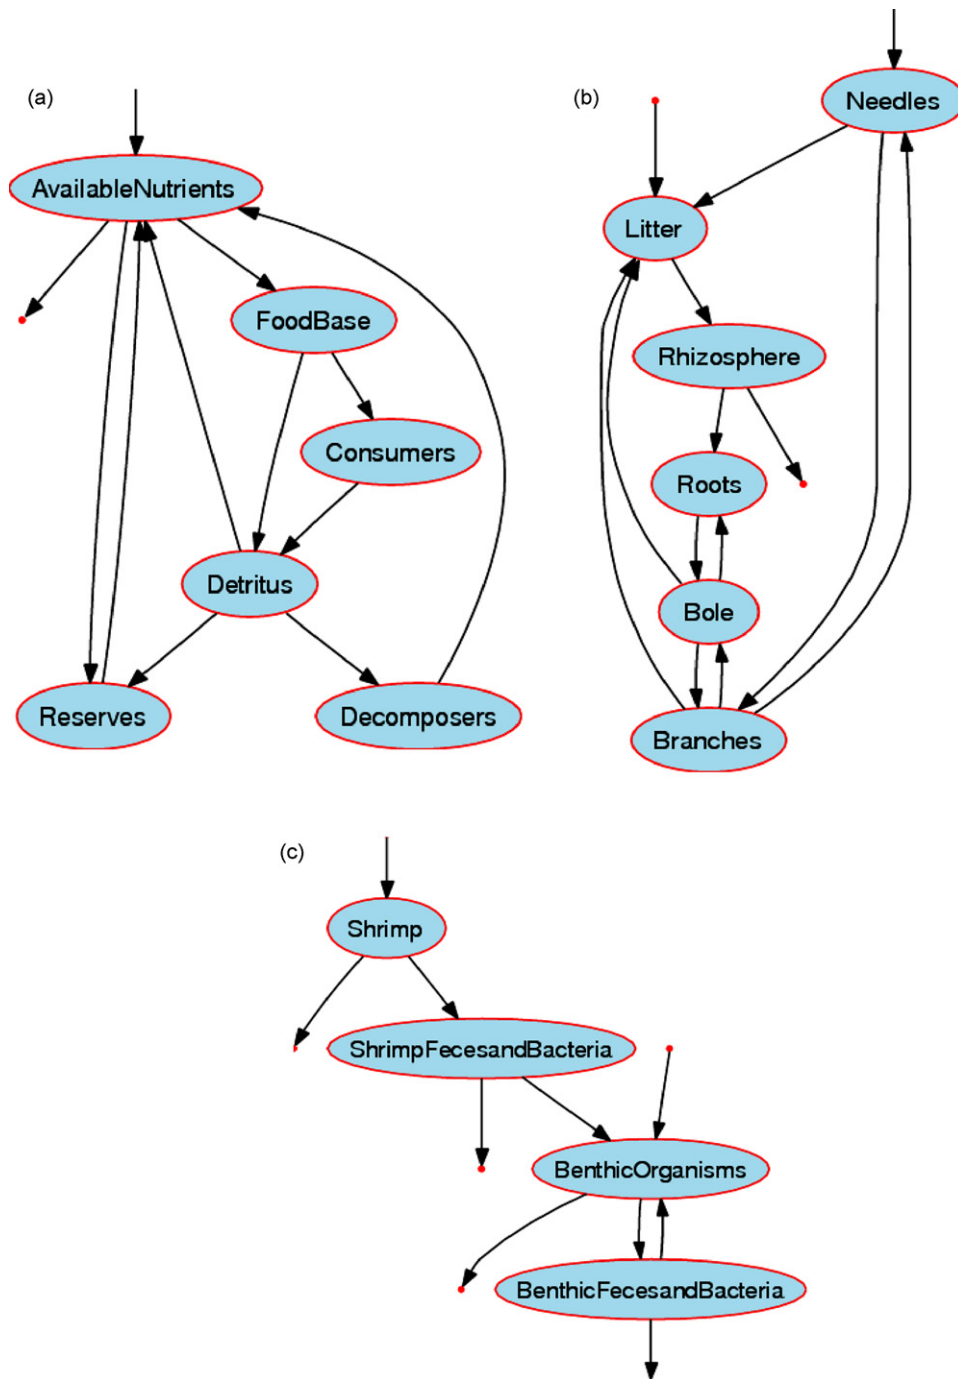 (a)
AvailableNutrients
FoodBase
Consumers
Detritus
Reserves
Decomposers
(b)
Needles
Litter
Rhizosphere
Roots
Bole
Branches
(c)
Shrimp
ShrimpFecesandBacteria
BenthicOrganisms
BenthicFecesandBacteria